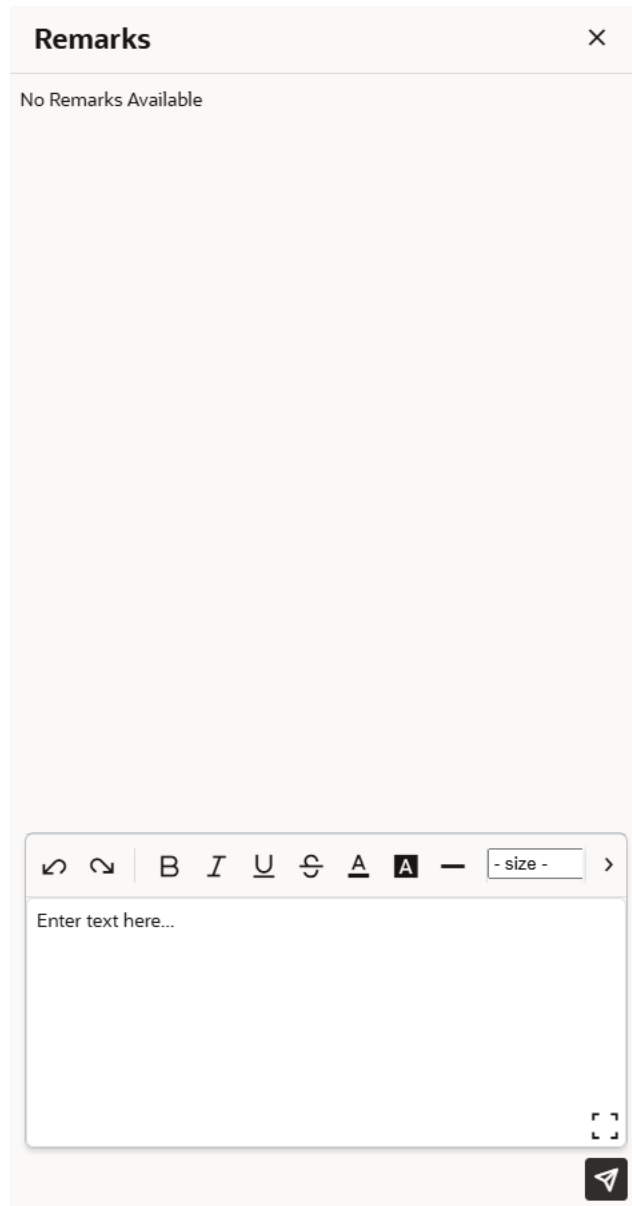 Remarks
No Remarks Available
B I U S A A - size -
Enter text here...